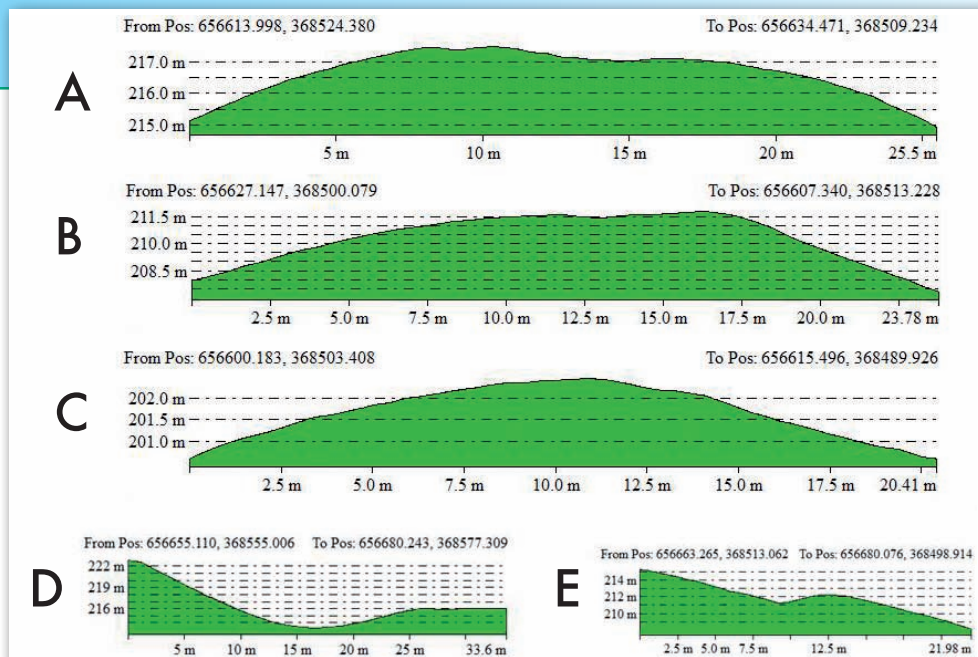 From Pos: 656613.998, 368524.380 To Pos: 656634.471, 368509.234
A
217.0 m
216.0 m
215.0 m
5 m 10 m 15 m 20 m 25.5 m
From Pos: 656627.147, 368500.079 To Pos: 656607.340, 368513.228
B
211.5 m
210.0 m
208.5 m
2.5 m 5.0 m 7.5 m 10.0 m 12.5 m 15.0 m 17.5 m 20.0 m 23.78 m
From Pos: 656600.183, 368503.408 To Pos: 656615.496, 368489.926
C
202.0 m
201.5 m
201.0 m
2.5 m 5.0 m 7.5 m 10.0 m 12.5 m 15.0 m 17.5 m 20.41 m
From Pos: 656655.110, 368555.006 To Pos: 656680.243, 368577.309
D
222 m
219 m
216 m
5 m 10 m 15 m 20 m 25 m 33.6 m
From Pos: 656663.265, 368513.062 To Pos: 656680.076, 368498.914
E
214 m
212 m
210 m
2.5 m 5.0 m 7.5 m 12.5 m 21.98 m